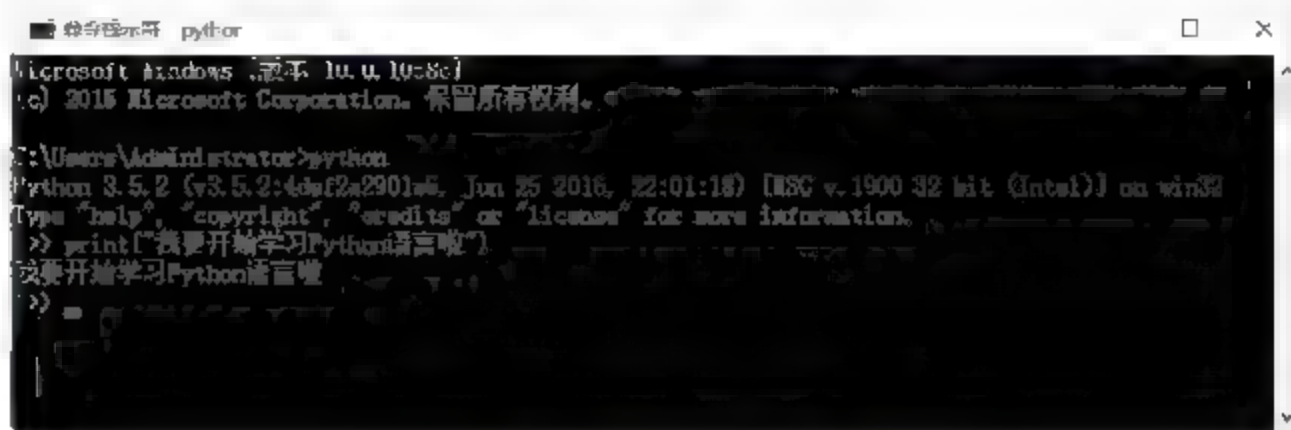 命令提示符 - python
Microsoft Windows [版本 10.0.10586]
(c) 2015 Microsoft Corporation。保留所有权利。
C:\Users\Administrator>python
Python 3.5.2 (v3.5.2:4def2a2901a5, Jun 25 2016, 22:01:18) [MSC v.1900 32 bit (Intel)] on win32
Type "help", "copyright", "credits" or "license" for more information.
>>> print("我要开始学习Python语言啦")
我要开始学习Python语言啦
>>>